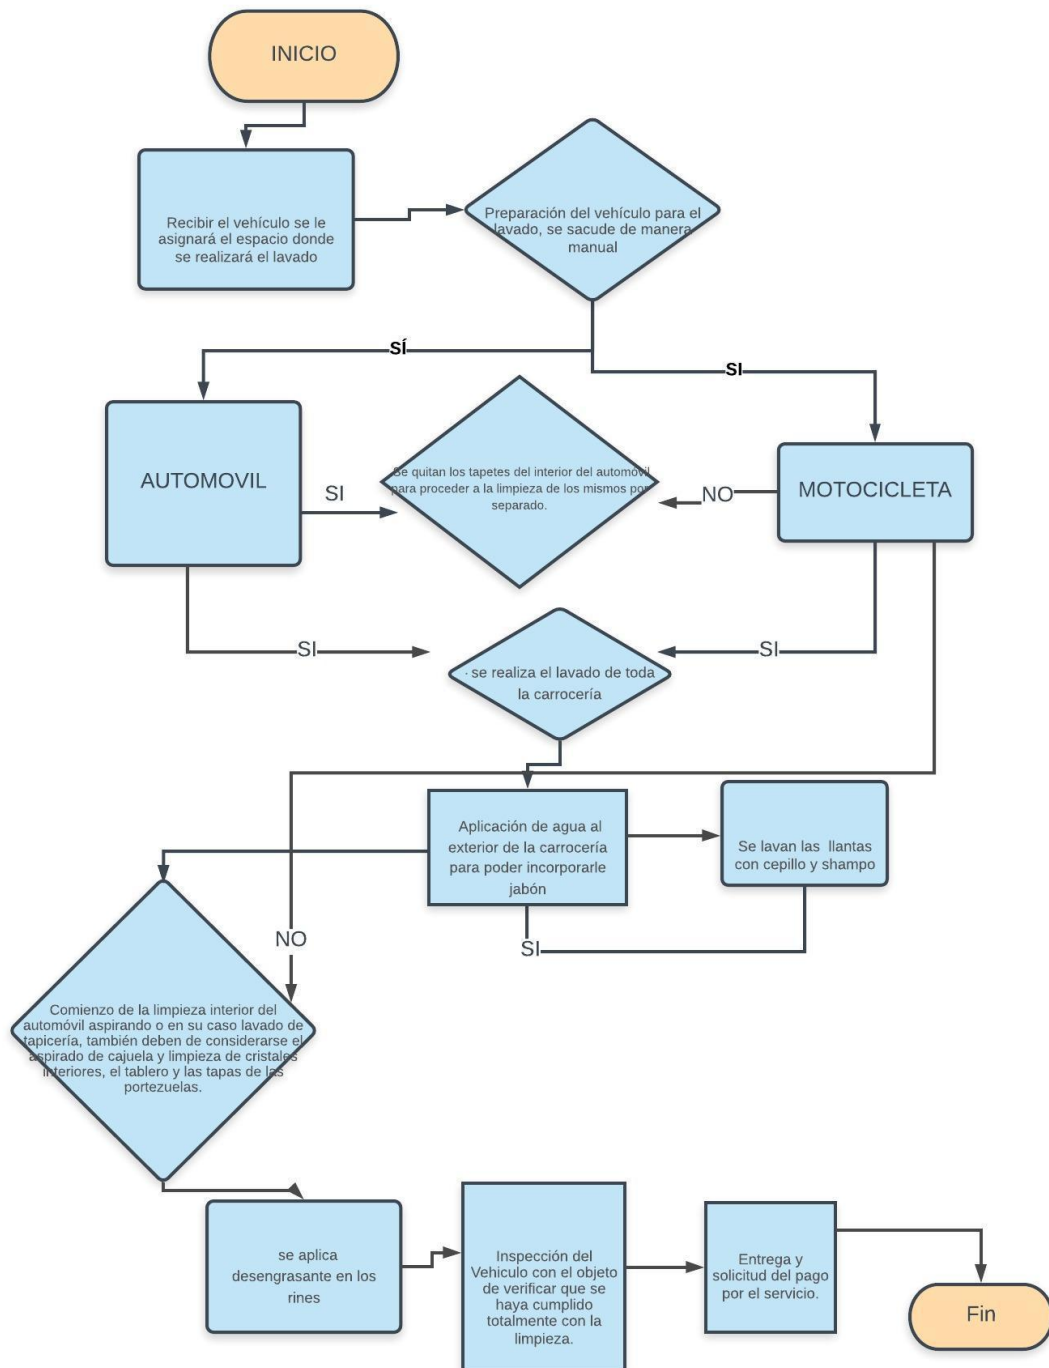 INICIO
Recibir el vehículo se le
asignará el espacio donde
se realizará el lavado
Preparación del vehículo para el
lavado, se sacude de manera
manual
SÍ
SI
AUTOMOVIL
SI
Se quitan los tapetes del interior del automóvil
para proceder a la limpieza de los mismos por
separado.
NO
MOTOCICLETA
SI
SI
· se realiza el lavado de toda
la carrocería
Aplicación de agua al
exterior de la carrocería
para poder incorporarle
jabón
Se lavan las llantas
con cepillo y shampo
SI
NO
Comienzo de la limpieza interior del
automóvil aspirando o en su caso lavado de
tapicería, también deben de considerarse el
aspirado de cajuela y limpieza de cristales
interiores, el tablero y las tapas de las
portezuelas.
se aplica
desengrasante en los
rines
Inspección del
Vehiculo con el objeto
de verificar que se
haya cumplido
totalmente con la
limpieza.
Entrega y
solicitud del pago
por el servicio.
Fin